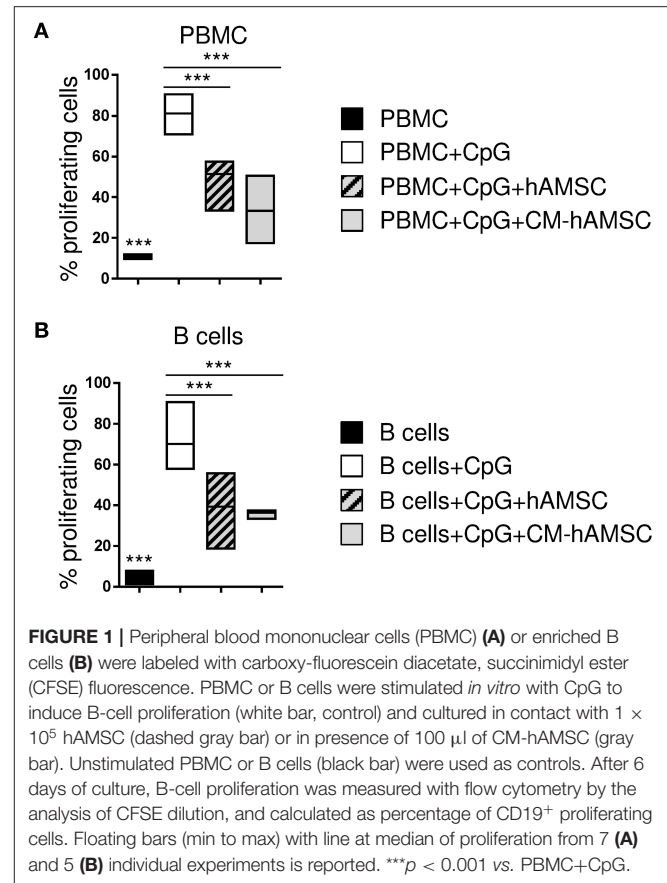 A
PBMC
***
***
100
80
60
40
20
0
% proliferating cells
***
PBMC
PBMC+CpG
PBMC+CpG+hAMSC
PBMC+CpG+CM-hAMSC
B
B cells
***
***
100
80
60
40
20
0
% proliferating cells
***
B cells
B cells+CpG
B cells+CpG+hAMSC
B cells+CpG+CM-hAMSC
FIGURE 1 | Peripheral blood mononuclear cells (PBMC) (A) or enriched B
cells (B) were labeled with carboxy-fluorescein diacetate, succinimidyl ester
(CFSE) fluorescence. PBMC or B cells were stimulated in vitro with CpG to
induce B-cell proliferation (white bar, control) and cultured in contact with 1 ×
10⁵ hAMSC (dashed gray bar) or in presence of 100 μl of CM-hAMSC (gray
bar). Unstimulated PBMC or B cells (black bar) were used as controls. After 6
days of culture, B-cell proliferation was measured with flow cytometry by the
analysis of CFSE dilution, and calculated as percentage of CD19⁺ proliferating
cells. Floating bars (min to max) with line at median of proliferation from 7 (A)
and 5 (B) individual experiments is reported. ***p < 0.001 vs. PBMC+CpG.